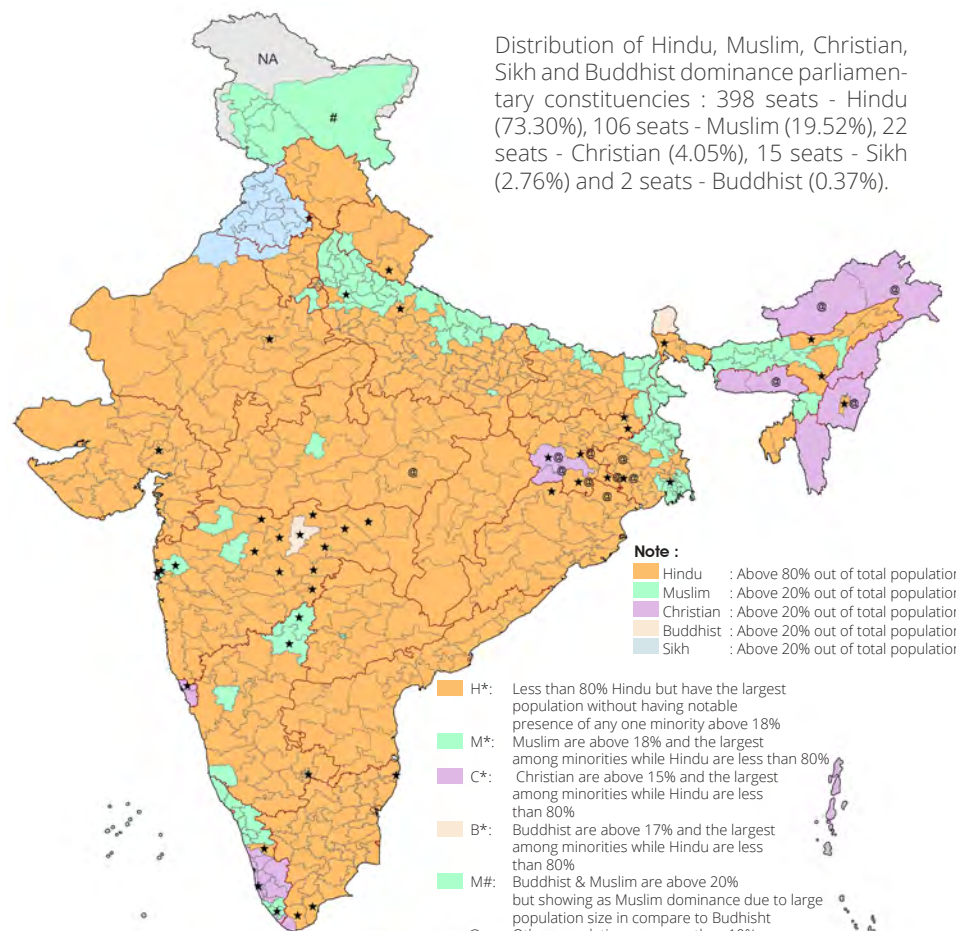 NA
#
Distribution of Hindu, Muslim, Christian,
Sikh and Buddhist dominance parliamen-
tary constituencies : 398 seats - Hindu
(73.30%), 106 seats - Muslim (19.52%), 22
seats - Christian (4.05%), 15 seats - Sikh
(2.76%) and 2 seats - Buddhist (0.37%).
Note :
Hindu : Above 80% out of total population
Muslim : Above 20% out of total population
Christian : Above 20% out of total population
Buddhist : Above 20% out of total population
Sikh : Above 20% out of total population
H*: Less than 80% Hindu but have the largest
population without having notable
presence of any one minority above 18%
M*: Muslim are above 18% and the largest
among minorities while Hindu are less than 80%
C*: Christian are above 15% and the largest
among minorities while Hindu are less
than 80%
B*: Buddhist are above 17% and the largest
among minorities while Hindu are less
than 80%
M#: Buddhist & Muslim are above 20%
but showing as Muslim dominance due to large
population size in compare to Budhisht